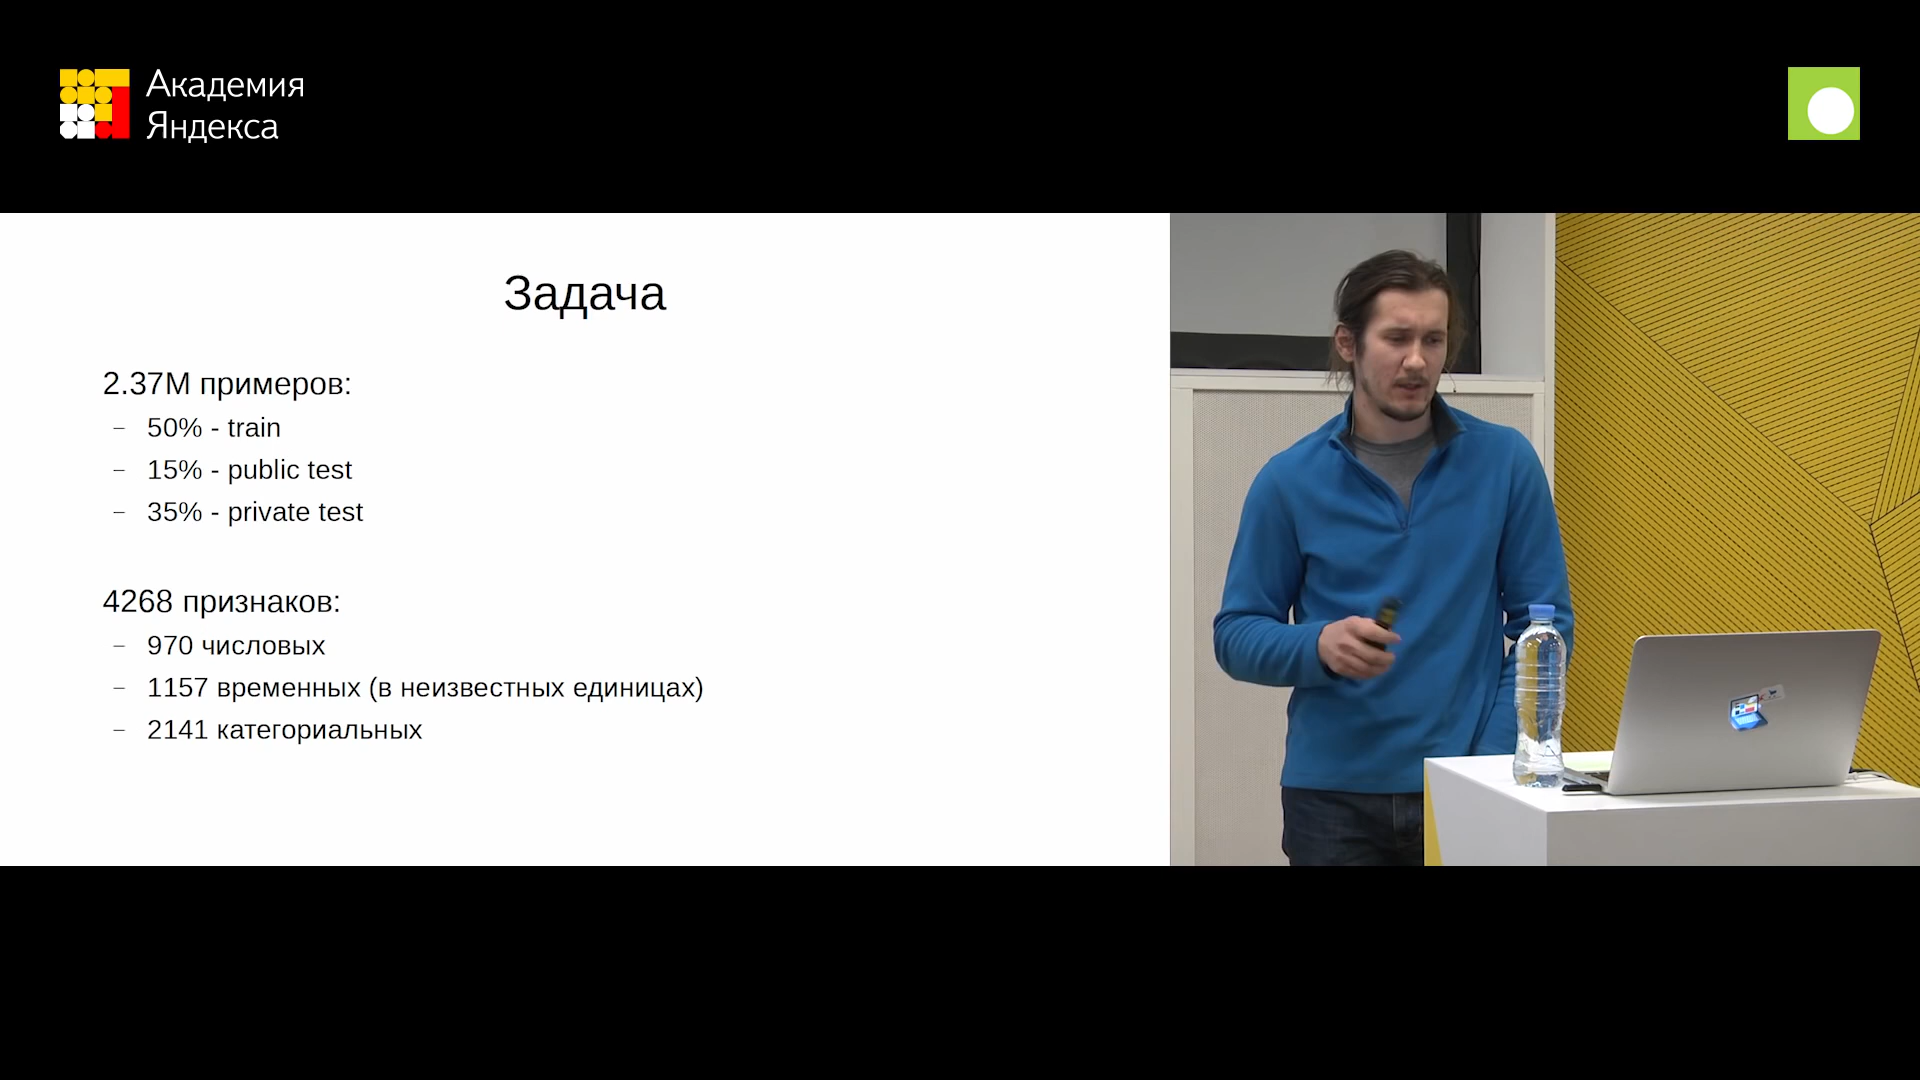 Академия
Яндекса
Задача
2.37M примеров:
– 50% - train
– 15% - public test
– 35% - private test
4268 признаков:
– 970 числовых
– 1157 временных (в неизвестных единицах)
– 2141 категориальных